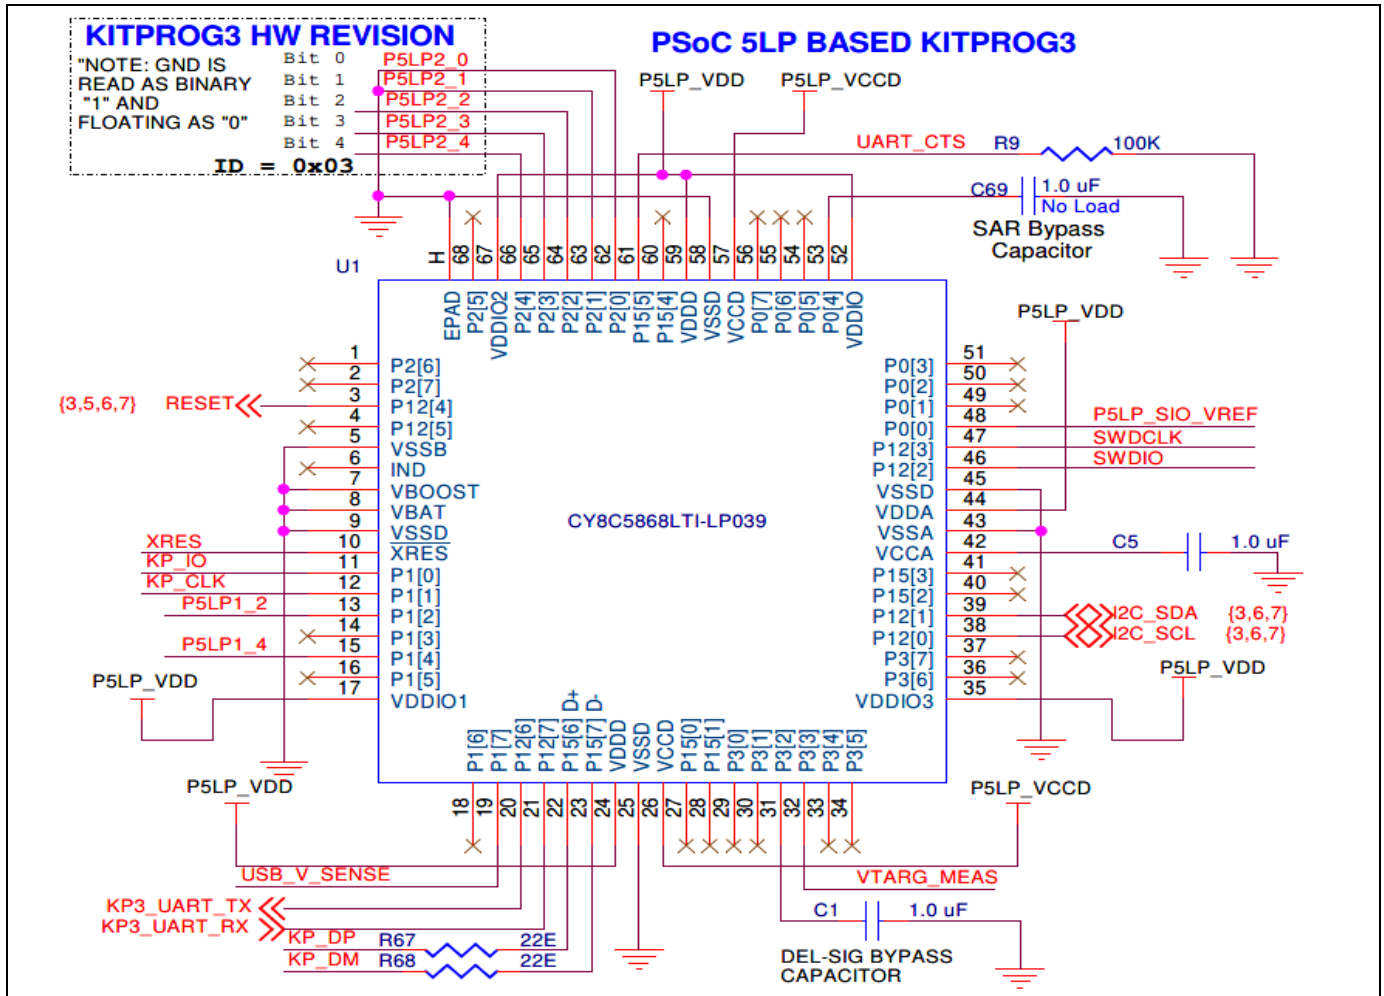 KITPROG3 HW REVISION
"NOTE: GND IS
READ AS BINARY
"1" AND
FLOATING AS "0"
Bit 0 P5LP2_0
Bit 1 P5LP2_1
Bit 2 P5LP2_2
Bit 3 P5LP2_3
Bit 4 P5LP2_4
ID = 0x03
PSoC 5LP BASED KITPROG3
P5LP_VDD
P5LP_VCCD
UART_CTS R9 100K
C69 1.0 uF
No Load
SAR Bypass
Capacitor
U1
H 68 67 66 65 64 63 62 61 60 59 58 57 56 55 54 53 52
EPAD P2[5] VDDIO2 P2[4] P2[3] P2[2] P2[1] P2[0] P15[5] P15[4] VDDD VSSD VCCD P0[7] P0[6] P0[5] P0[4] VDDIO
P5LP_VDD
1 P2[6]
2 P2[7]
{3,5,6,7} RESET 3 P12[4]
4 P12[5]
5 VSSB
6 IND
7 VBOOST
8 VBAT
9 VSSD
XRES 10 XRES
KP_IO 11 P1[0]
KP_CLK 12 P1[1]
P5LP1_2 13 P1[2]
14 P1[3]
P5LP1_4 15 P1[4]
16 P1[5]
P5LP_VDD 17 VDDIO1
CY8C5868LTI-LP039
P0[3] 51
P0[2] 50
P0[1] 49
P0[0] 48 P5LP_SIO_VREF
P12[3] 47 SWDCLK
P12[2] 46 SWDIO
VSSD 45
VDDA 44
VSSA 43
VCCA 42 C5 1.0 uF
P15[3] 41
P15[2] 40
P12[1] 39 I2C_SDA {3,6,7}
P12[0] 38 I2C_SCL {3,6,7}
P3[7] 37
P3[6] 36
VDDIO3 35 P5LP_VDD
P1[6] P1[7] P12[6] P12[7] P15[6] D+ P15[7] D- VDDD VSSD VCCD P15[0] P15[1] P3[0] P3[1] P3[2] P3[3] P3[4] P3[5]
18 19 20 21 22 23 24 25 26 27 28 29 30 31 32 33 34
P5LP_VDD
P5LP_VCCD
USB_V_SENSE
VTARG_MEAS
KP3_UART_TX
KP3_UART_RX
KP_DP R67 22E
KP_DM R68 22E
C1 1.0 uF
DEL-SIG BYPASS
CAPACITOR